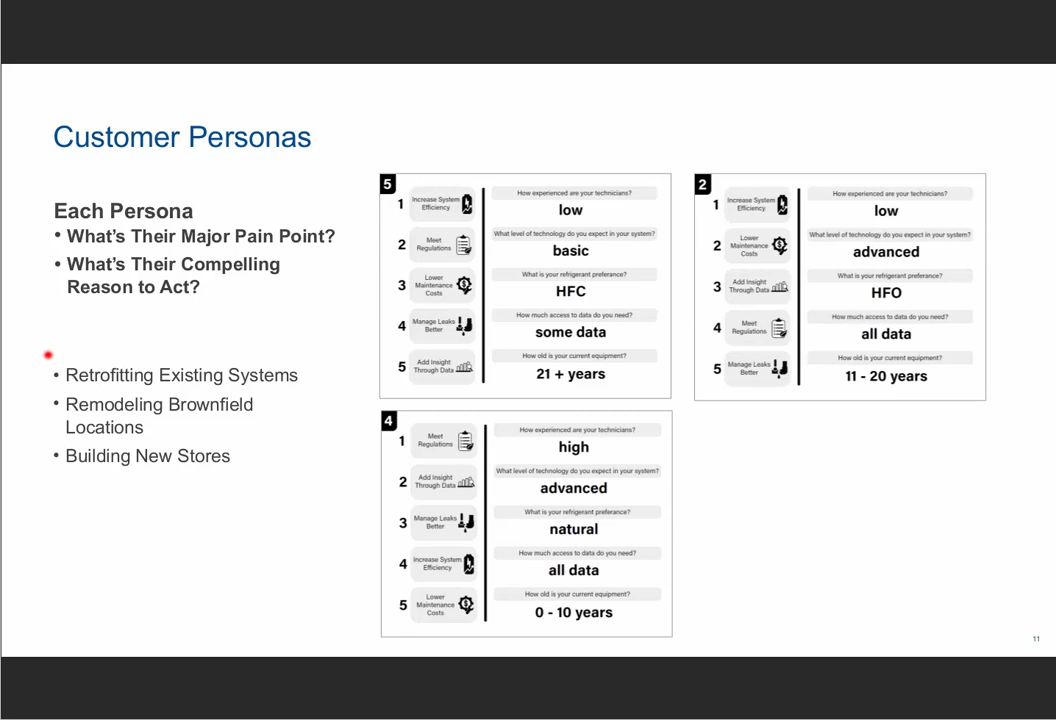 Customer Personas
Each Persona
• What's Their Major Pain Point?
• What's Their Compelling
Reason to Act?
• Retrofitting Existing Systems
• Remodeling Brownfield
Locations
• Building New Stores
5
1
Increase System
Efficiency
2
Meet
Regulations
3
Lower
Maintenance
Costs
4
Manage Leaks
Better
5
Add Insight
Through Data
How experienced are your technicians?
low
What level of technology do you expect in your system?
basic
What is your refrigerant preferance?
HFC
How much access to data do you need?
some data
How old is your current equipment?
21 + years
2
1
Increase System
Efficiency
2
Lower
Maintenance
Costs
3
Add Insight
Through Data
4
Meet
Regulations
5
Manage Leaks
Better
How experienced are your technicians?
low
What level of technology do you expect in your system?
advanced
What is your refrigerant preferance?
HFO
How much access to data do you need?
all data
How old is your current equipment?
11 - 20 years
4
1
Meet
Regulations
2
Add Insight
Through Data
3
Manage Leaks
Better
4
Increase System
Efficiency
5
Lower
Maintenance
Costs
How experienced are your technicians?
high
What level of technology do you expect in your system?
advanced
What is your refrigerant preferance?
natural
How much access to data do you need?
all data
How old is your current equipment?
0 - 10 years
11